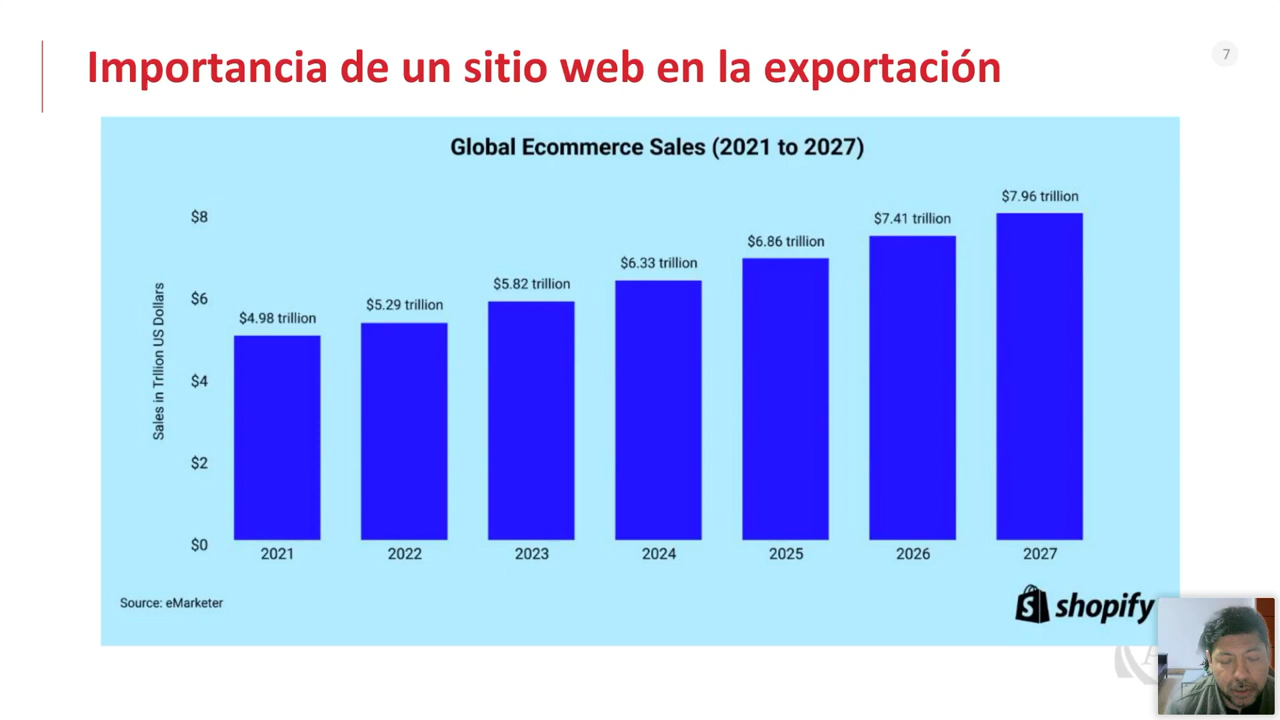 Importancia de un sitio web en la exportación
7
Global Ecommerce Sales (2021 to 2027)
Sales in Trllion US Dollars
$8
$6
$4
$2
$0
$4.98 trillion
$5.29 trillion
$5.82 trillion
$6.33 trillion
$6.86 trillion
$7.41 trillion
$7.96 trillion
2021 2022 2023 2024 2025 2026 2027
Source: eMarketer
shopify